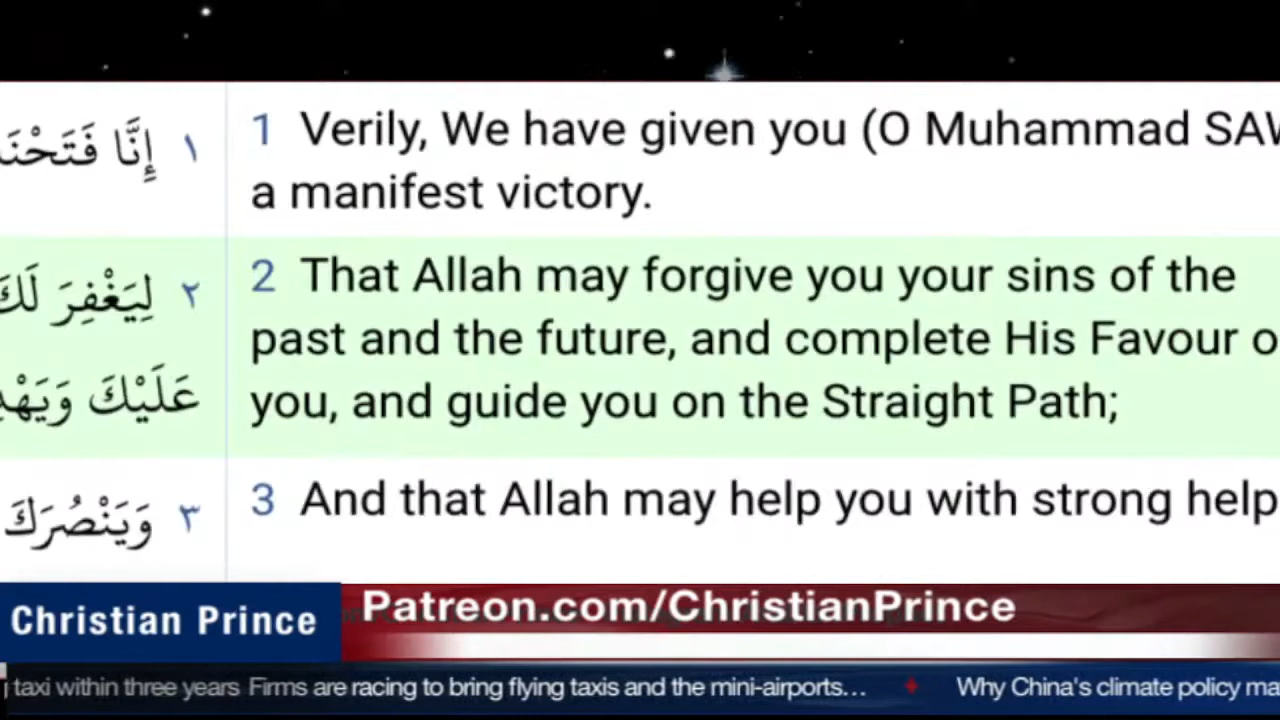 ١ إِنَّا
1 Verily, We have given you (O Muhammad
a manifest victory.
٢ لِيَغْفِرَ لَكَ
2 That Allah may forgive you your sins of the
past and the future, and complete His Favour
عَلَيْكَ
you, and guide you on the Straight Path;
٣ وَيَنْصُرَكَ
3 And that Allah may help you with strong help
Christian Prince
Patreon.com/ChristianPrince
taxi within three years Firms are racing to bring flying taxis and the mini-airports... Why China's climate policy